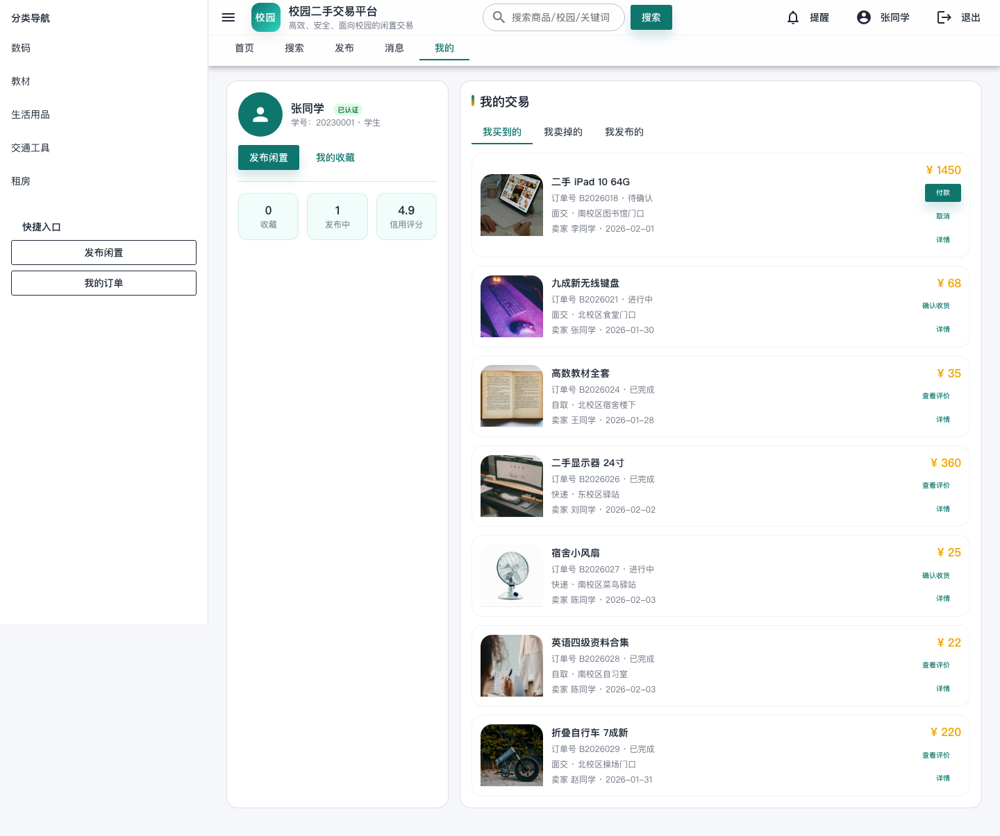 分类导航
数码
教材
生活用品
交通工具
租房
快捷入口
发布闲置
我的订单
校园
校园二手交易平台
高效、安全、面向校园的闲置交易
搜索商品/校园/关键词
搜索
提醒
张同学
退出
首页
搜索
发布
消息
我的
张同学
已认证
学号：20230001 · 学生
发布闲置
我的收藏
0
收藏
1
发布中
4.9
信用评分
我的交易
我买到的
我卖掉的
我发布的
二手 iPad 10 64G
订单号 B2026018 · 待确认
面交 · 南校区图书馆门口
卖家 李同学 · 2026-02-01
¥ 1450
付款
取消
详情
九成新无线键盘
订单号 B2026021 · 进行中
面交 · 北校区食堂门口
卖家 张同学 · 2026-01-30
¥ 68
确认收货
详情
高数教材全套
订单号 B2026024 · 已完成
自取 · 北校区宿舍楼下
卖家 王同学 · 2026-01-28
¥ 35
查看评价
详情
二手显示器 24寸
订单号 B2026026 · 已完成
快递 · 东校区驿站
卖家 刘同学 · 2026-02-02
¥ 360
查看评价
详情
宿舍小风扇
订单号 B2026027 · 进行中
快递 · 南校区菜鸟驿站
卖家 陈同学 · 2026-02-03
¥ 25
确认收货
详情
英语四级资料合集
订单号 B2026028 · 已完成
自取 · 南校区自习室
卖家 陈同学 · 2026-02-03
¥ 22
查看评价
详情
折叠自行车 7成新
订单号 B2026029 · 已完成
面交 · 北校区操场门口
卖家 赵同学 · 2026-01-31
¥ 220
查看评价
详情